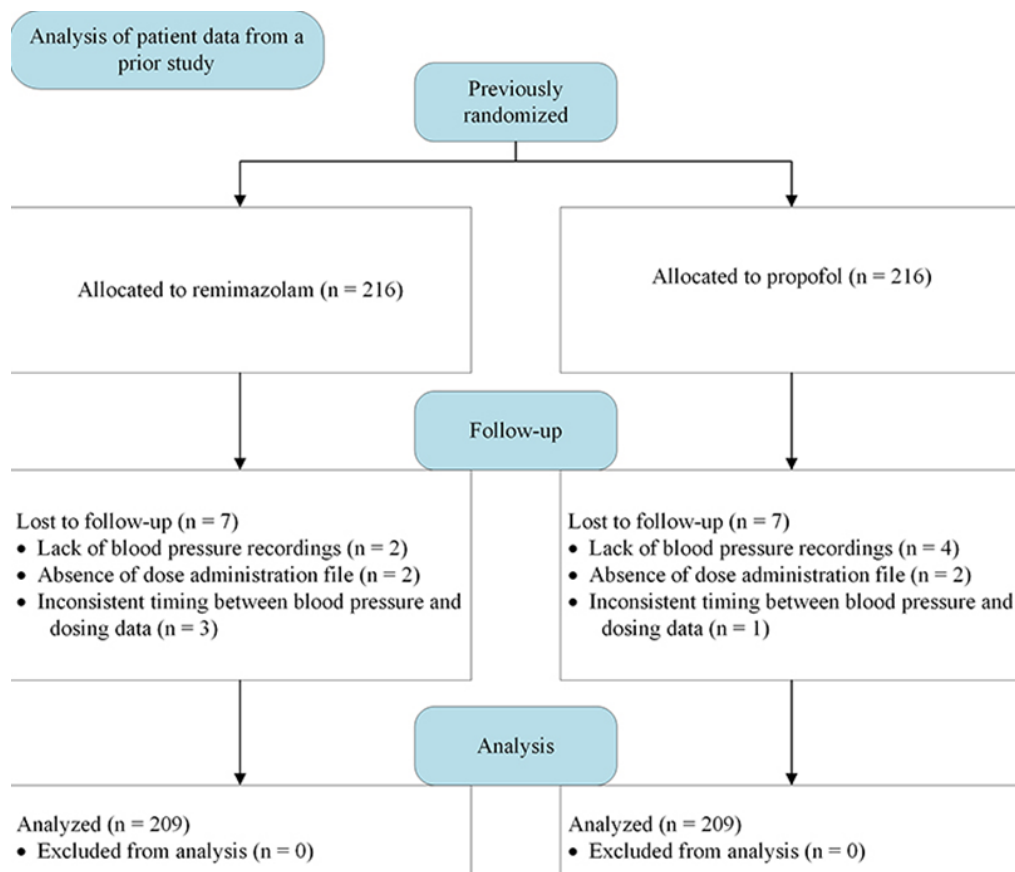 Analysis of patient data from a
prior study
Previously
randomized
Allocated to remimazolam (n = 216)
Allocated to propofol (n = 216)
Follow-up
Lost to follow-up (n = 7)
• Lack of blood pressure recordings (n = 2)
• Absence of dose administration file (n = 2)
• Inconsistent timing between blood pressure and
dosing data (n = 3)
Lost to follow-up (n = 7)
• Lack of blood pressure recordings (n = 4)
• Absence of dose administration file (n = 2)
• Inconsistent timing between blood pressure and
dosing data (n = 1)
Analysis
Analyzed (n = 209)
• Excluded from analysis (n = 0)
Analyzed (n = 209)
• Excluded from analysis (n = 0)